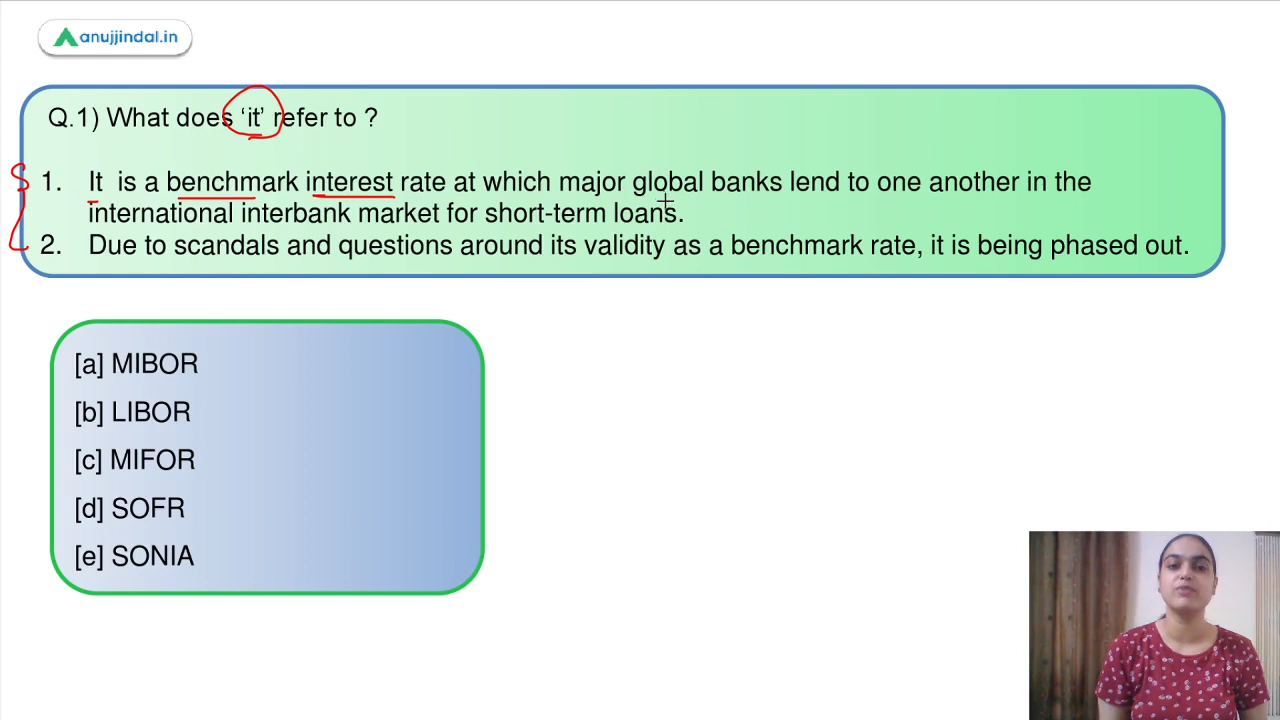 anujjindal.in
Q.1) What does ‘it’ refer to ?
1. It is a benchmark interest rate at which major global banks lend to one another in the
international interbank market for short-term loans.
2. Due to scandals and questions around its validity as a benchmark rate, it is being phased out.
[a] MIBOR
[b] LIBOR
[c] MIFOR
[d] SOFR
[e] SONIA